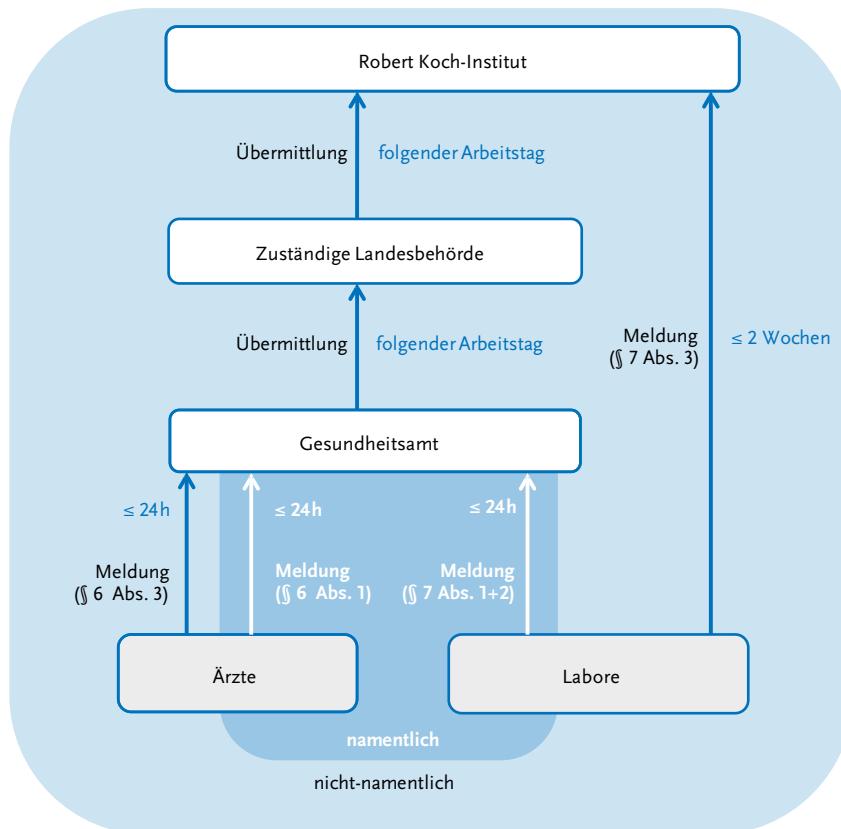 Robert Koch-Institut
Übermittlung folgender Arbeitstag
Zuständige Landesbehörde
Übermittlung folgender Arbeitstag
Meldung
(§ 7 Abs. 3)
≤ 2 Wochen
Gesundheitsamt
≤ 24h
≤ 24h
≤ 24h
Meldung
(§ 6 Abs. 3)
Meldung
(§ 6 Abs. 1)
Meldung
(§ 7 Abs. 1+2)
Ärzte
Labore
namentlich
nicht-namentlich